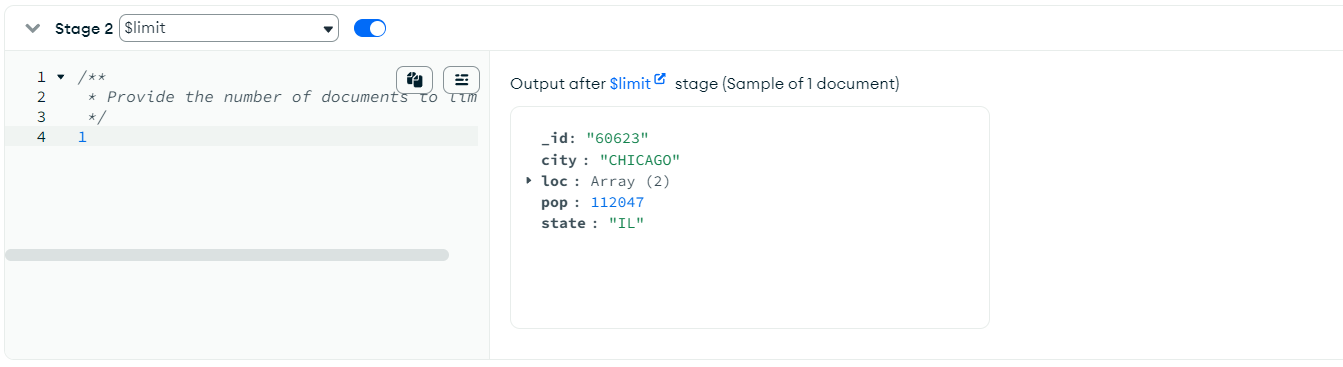 Stage 2 $limit
1 /**
2 * Provide the number of documents to lim
3 */
4 1
Output after $limit stage (Sample of 1 document)
_id: "60623"
city : "CHICAGO"
loc : Array (2)
pop : 112047
state : "IL"